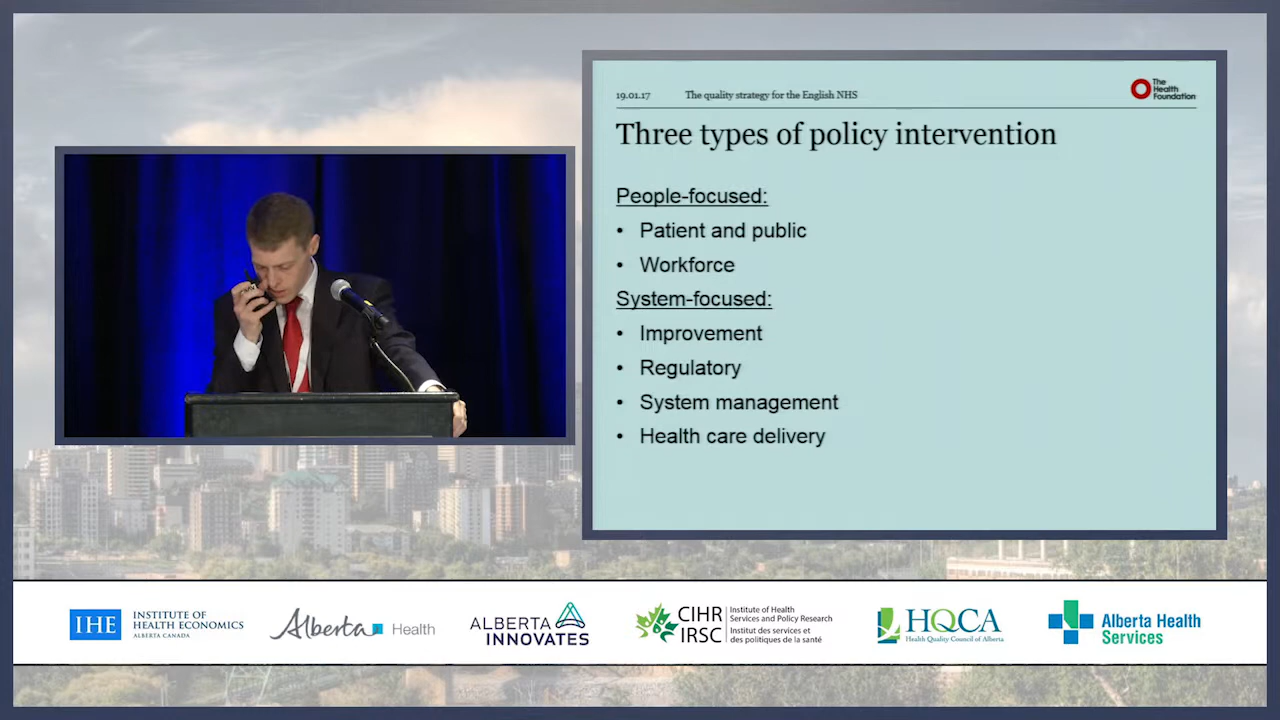 19.01.17 The quality strategy for the English NHS
The
Health
Foundation
Three types of policy intervention
People-focused:
• Patient and public
• Workforce
System-focused:
• Improvement
• Regulatory
• System management
• Health care delivery
IHE
INSTITUTE OF
HEALTH ECONOMICS
ALBERTA CANADA
Alberta Health
ALBERTA
INNOVATES
CIHR
IRSC
Institute of Health
Services and Policy Research
Institut des services et
des politiques de la santé
HQCA
Health Quality Council of Alberta
Alberta Health
Services